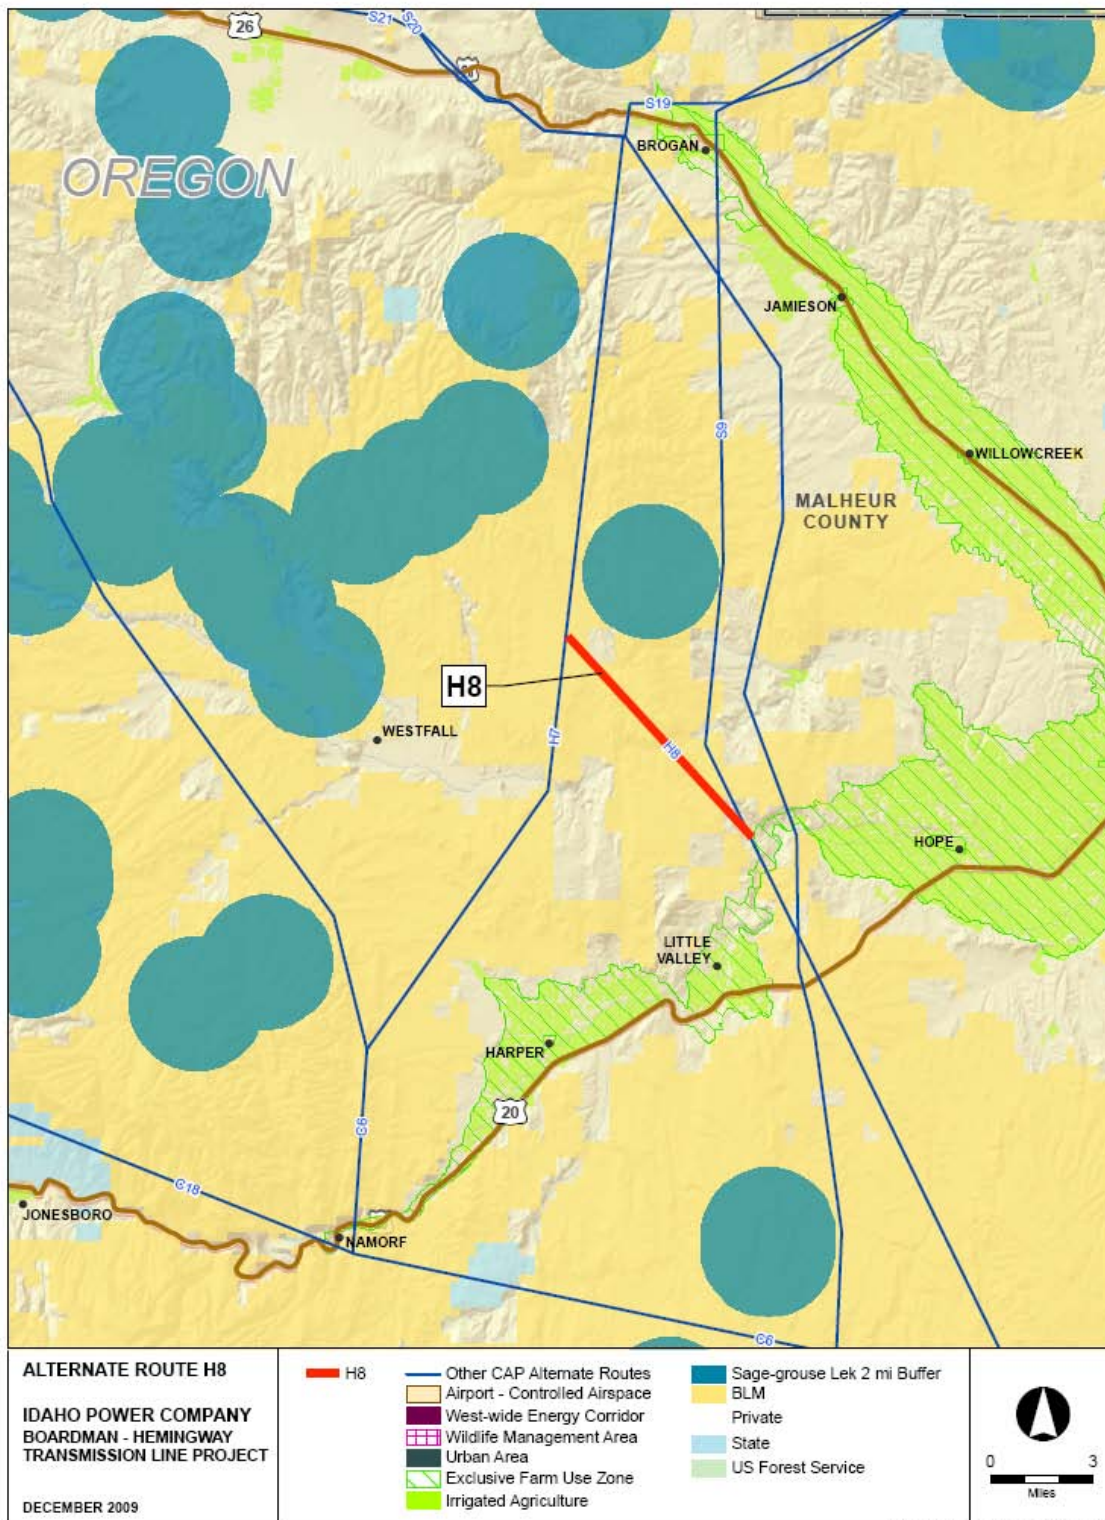 S21
S20
26
S19
BROGAN
OREGON
JAMIESON
S9
WILLOWCREEK
MALHEUR
COUNTY
H8
WESTFALL
H7
H8
HOPE
LITTLE
VALLEY
HARPER
20
C6
C18
JONESBORO
NAMORF
C6
ALTERNATE ROUTE H8
IDAHO POWER COMPANY
BOARDMAN - HEMINGWAY
TRANSMISSION LINE PROJECT
DECEMBER 2009
H8
Other CAP Alternate Routes
Airport - Controlled Airspace
West-wide Energy Corridor
Wildlife Management Area
Urban Area
Exclusive Farm Use Zone
Irrigated Agriculture
Sage-grouse Lek 2 mi Buffer
BLM
Private
State
US Forest Service
0 3
Miles